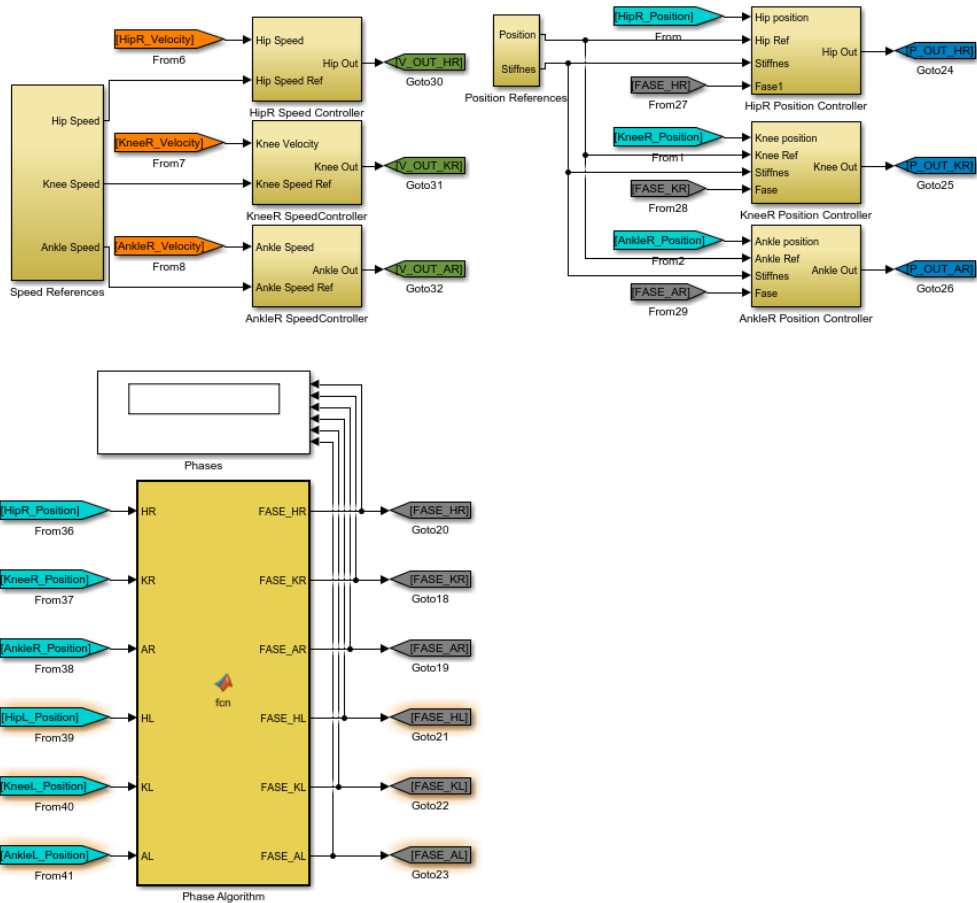 [HipR_Velocity]
From6
Hip Speed
Hip Out
Hip Speed Ref
HipR Speed Controller
[V_OUT_HR]
Goto30
Hip Speed
Knee Speed
Ankle Speed
Speed References
[KneeR_Velocity]
From7
Knee Velocity
Knee Out
Knee Speed Ref
KneeR SpeedController
[V_OUT_KR]
Goto31
[AnkleR_Velocity]
From8
Ankle Speed
Ankle Out
Ankle Speed Ref
AnkleR SpeedController
[V_OUT_AR]
Goto32
Position
Stiffnes
Position References
[HipR_Position]
From
[FASE_HR]
From27
Hip position
Hip Ref
Hip Out
Stiffnes
Fase1
HipR Position Controller
[P_OUT_HR]
Goto24
[KneeR_Position]
From1
[FASE_KR]
From28
Knee position
Knee Ref
Knee Out
Stiffnes
Fase
KneeR Position Controller
[P_OUT_KR]
Goto25
[AnkleR_Position]
From2
[FASE_AR]
From29
Ankle position
Ankle Ref
Ankle Out
Stiffnes
Fase
AnkleR Position Controller
[P_OUT_AR]
Goto26
Phases
[HipR_Position]
From36
HR
FASE_HR
[FASE_HR]
Goto20
[KneeR_Position]
From37
KR
FASE_KR
[FASE_KR]
Goto18
[AnkleR_Position]
From38
AR
FASE_AR
[FASE_AR]
Goto19
fcn
[HipL_Position]
From39
HL
FASE_HL
[FASE_HL]
Goto21
[KneeL_Position]
From40
KL
FASE_KL
[FASE_KL]
Goto22
[AnkleL_Position]
From41
AL
FASE_AL
[FASE_AL]
Goto23
Phase Algorithm